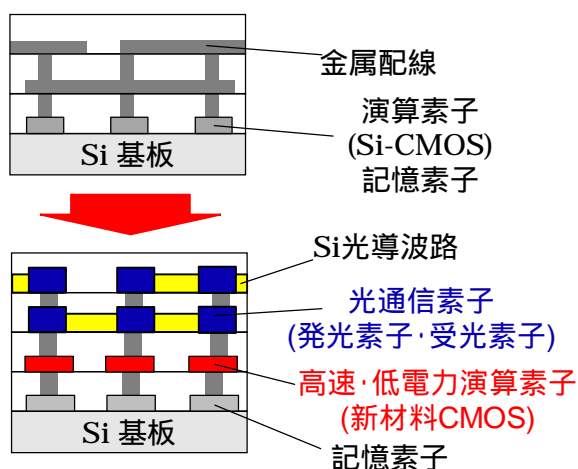 金属配線
演算素子
(Si-CMOS)
記憶素子
Si 基板
Si光導波路
光通信素子
(発光素子·受光素子)
高速·低電力演算素子
(新材料CMOS)
Si 基板
記憶素子